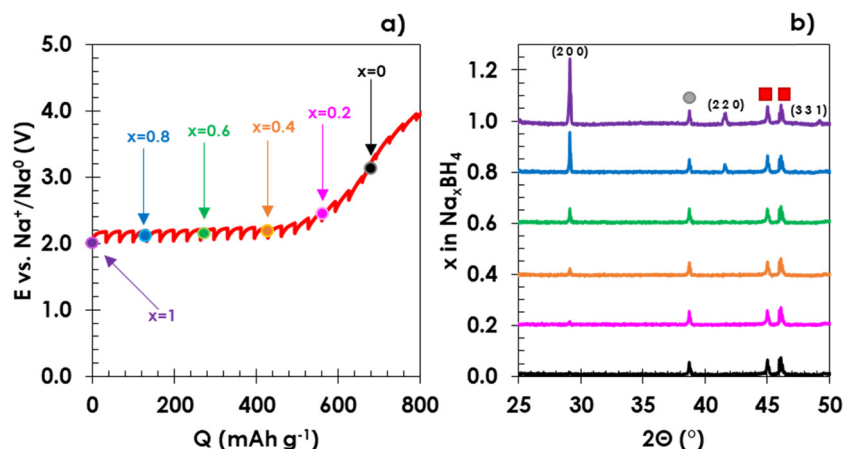 a)
5.0
4.0
3.0
2.0
1.0
0.0
E vs. Na⁺/Na⁰ (V)
x=0
x=0.2
x=0.4
x=0.6
x=0.8
x=1
0 200 400 600 800
Q (mAh g⁻¹)
b)
1.2
1.0
0.8
0.6
0.4
0.2
0.0
x in NaₓBH₄
(2 0 0)
(2 2 0)
(3 3 1)
25 35 45 50
2Θ (°)